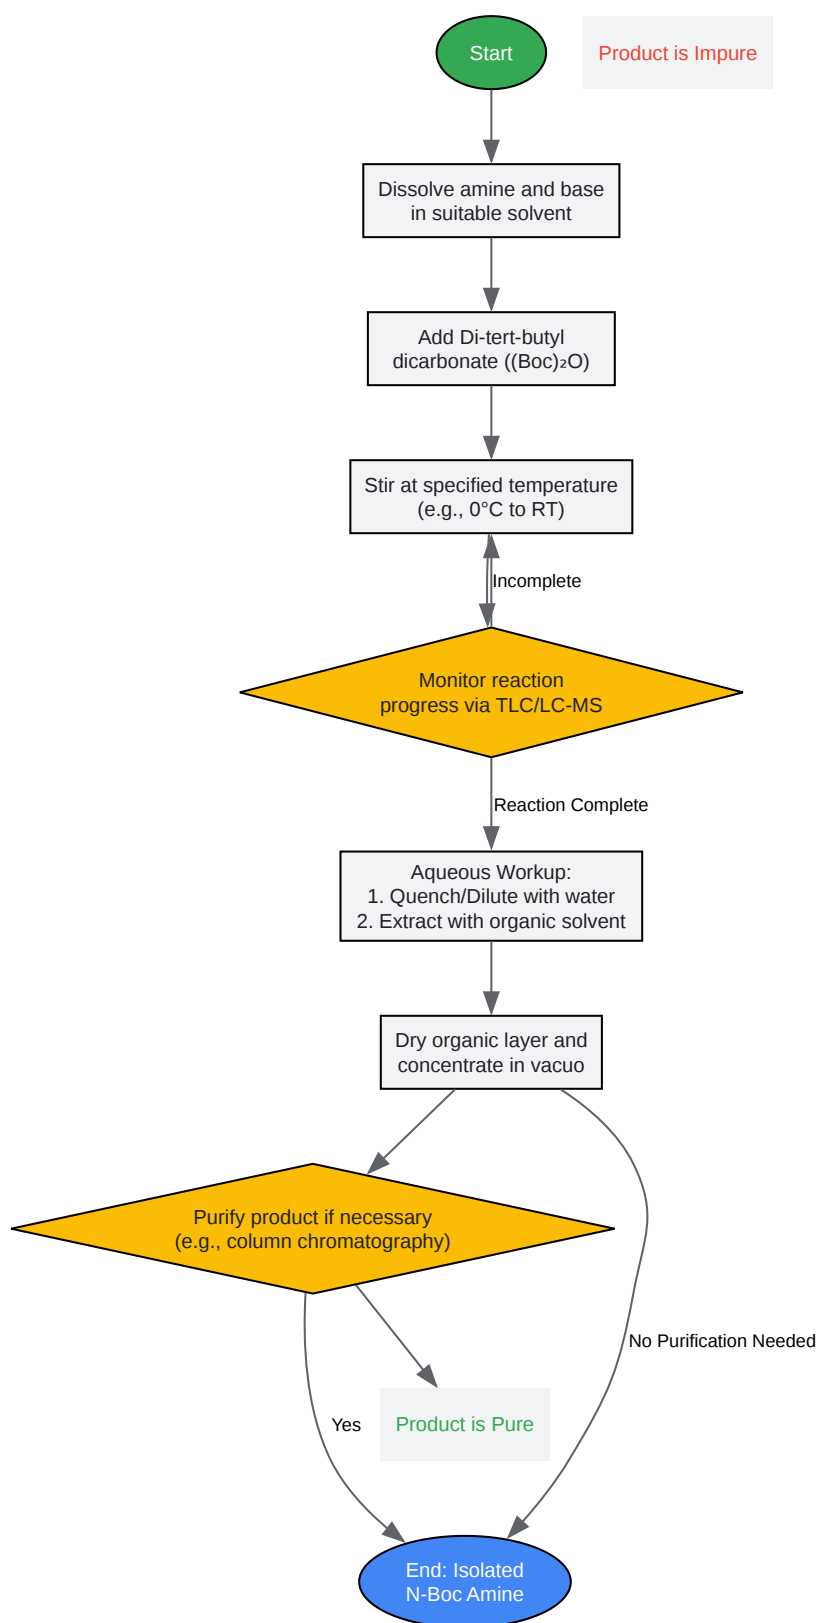 Start
Product is Impure
Dissolve amine and base
in suitable solvent
Add Di-tert-butyl
dicarbonate ((Boc)₂O)
Stir at specified temperature
(e.g., 0°C to RT)
Incomplete
Monitor reaction
progress via TLC/LC-MS
Reaction Complete
Aqueous Workup:
1. Quench/Dilute with water
2. Extract with organic solvent
Dry organic layer and
concentrate in vacuo
Purify product if necessary
(e.g., column chromatography)
No Purification Needed
Yes
Product is Pure
End: Isolated
N-Boc Amine